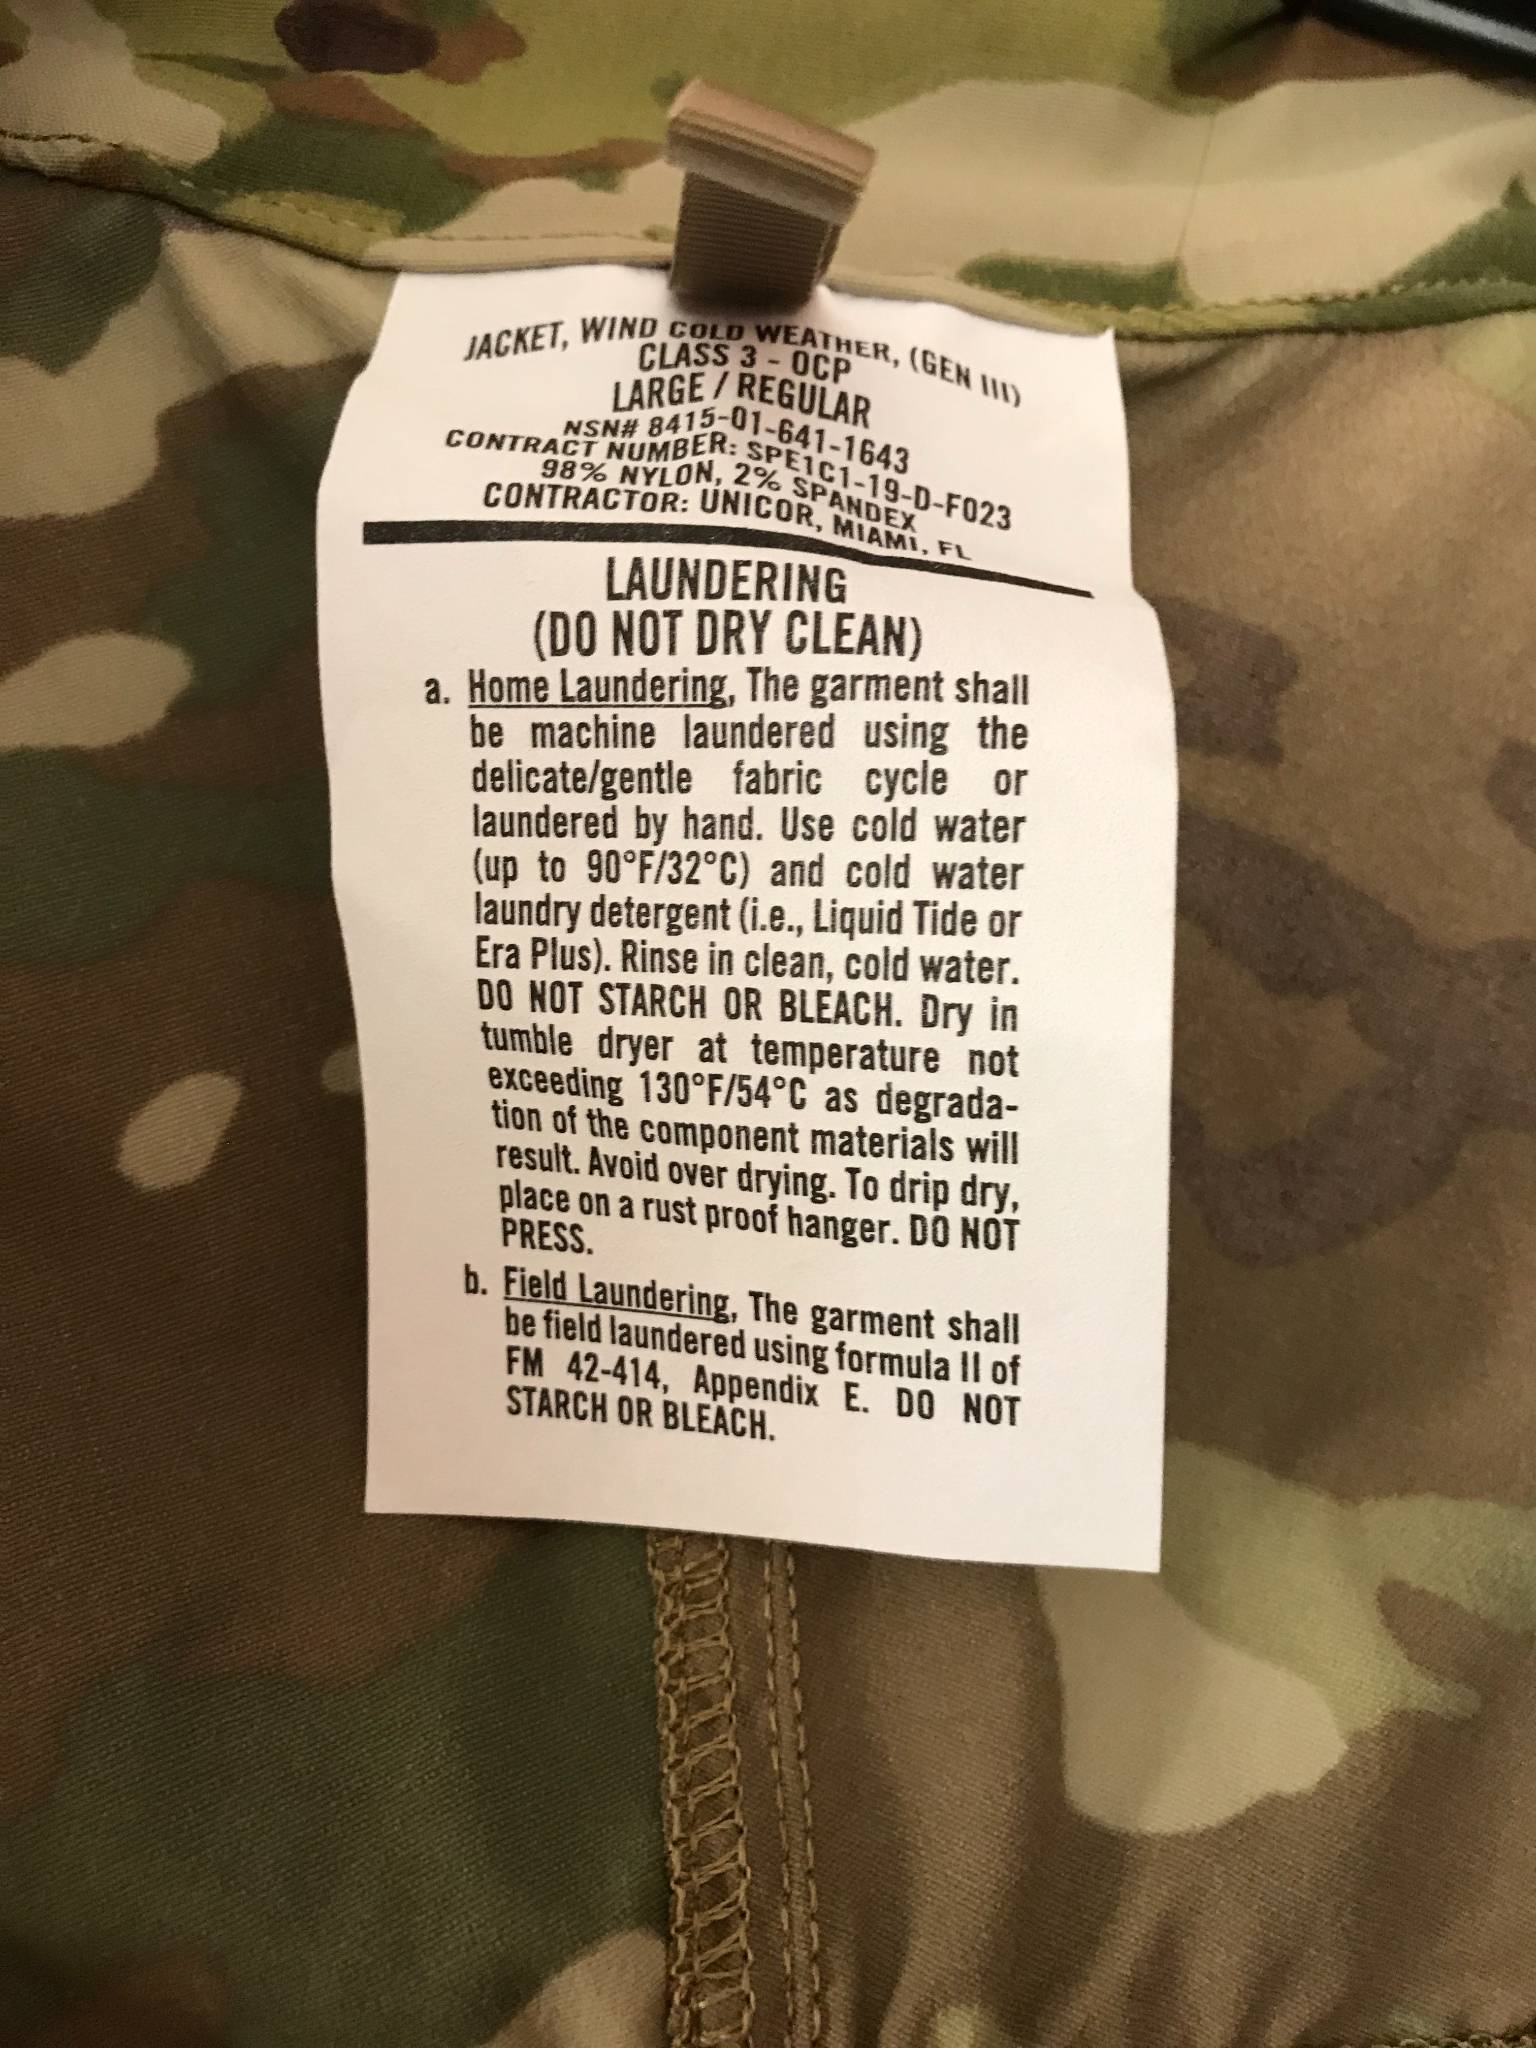 JACKET, WIND COLD WEATHER, (GEN III)
CLASS 3 - OCP
LARGE / REGULAR
NSN# 8415-01-641-1643
CONTRACT NUMBER: SPE1C1-19-D-F023
98% NYLON, 2% SPANDEX
CONTRACTOR: UNICOR, MIAMI, FL
LAUNDERING
(DO NOT DRY CLEAN)
a. Home Laundering, The garment shall
be machine laundered using the
delicate/gentle fabric cycle or
laundered by hand. Use cold water
(up to 90°F/32°C) and cold water
laundry detergent (i.e., Liquid Tide or
Era Plus). Rinse in clean, cold water.
DO NOT STARCH OR BLEACH. Dry in
tumble dryer at temperature not
exceeding 130°F/54°C as degrada-
tion of the component materials will
result. Avoid over drying. To drip dry,
place on a rust proof hanger. DO NOT
PRESS.
b. Field Laundering, The garment shall
be field laundered using formula II of
FM 42-414, Appendix E. DO NOT
STARCH OR BLEACH.